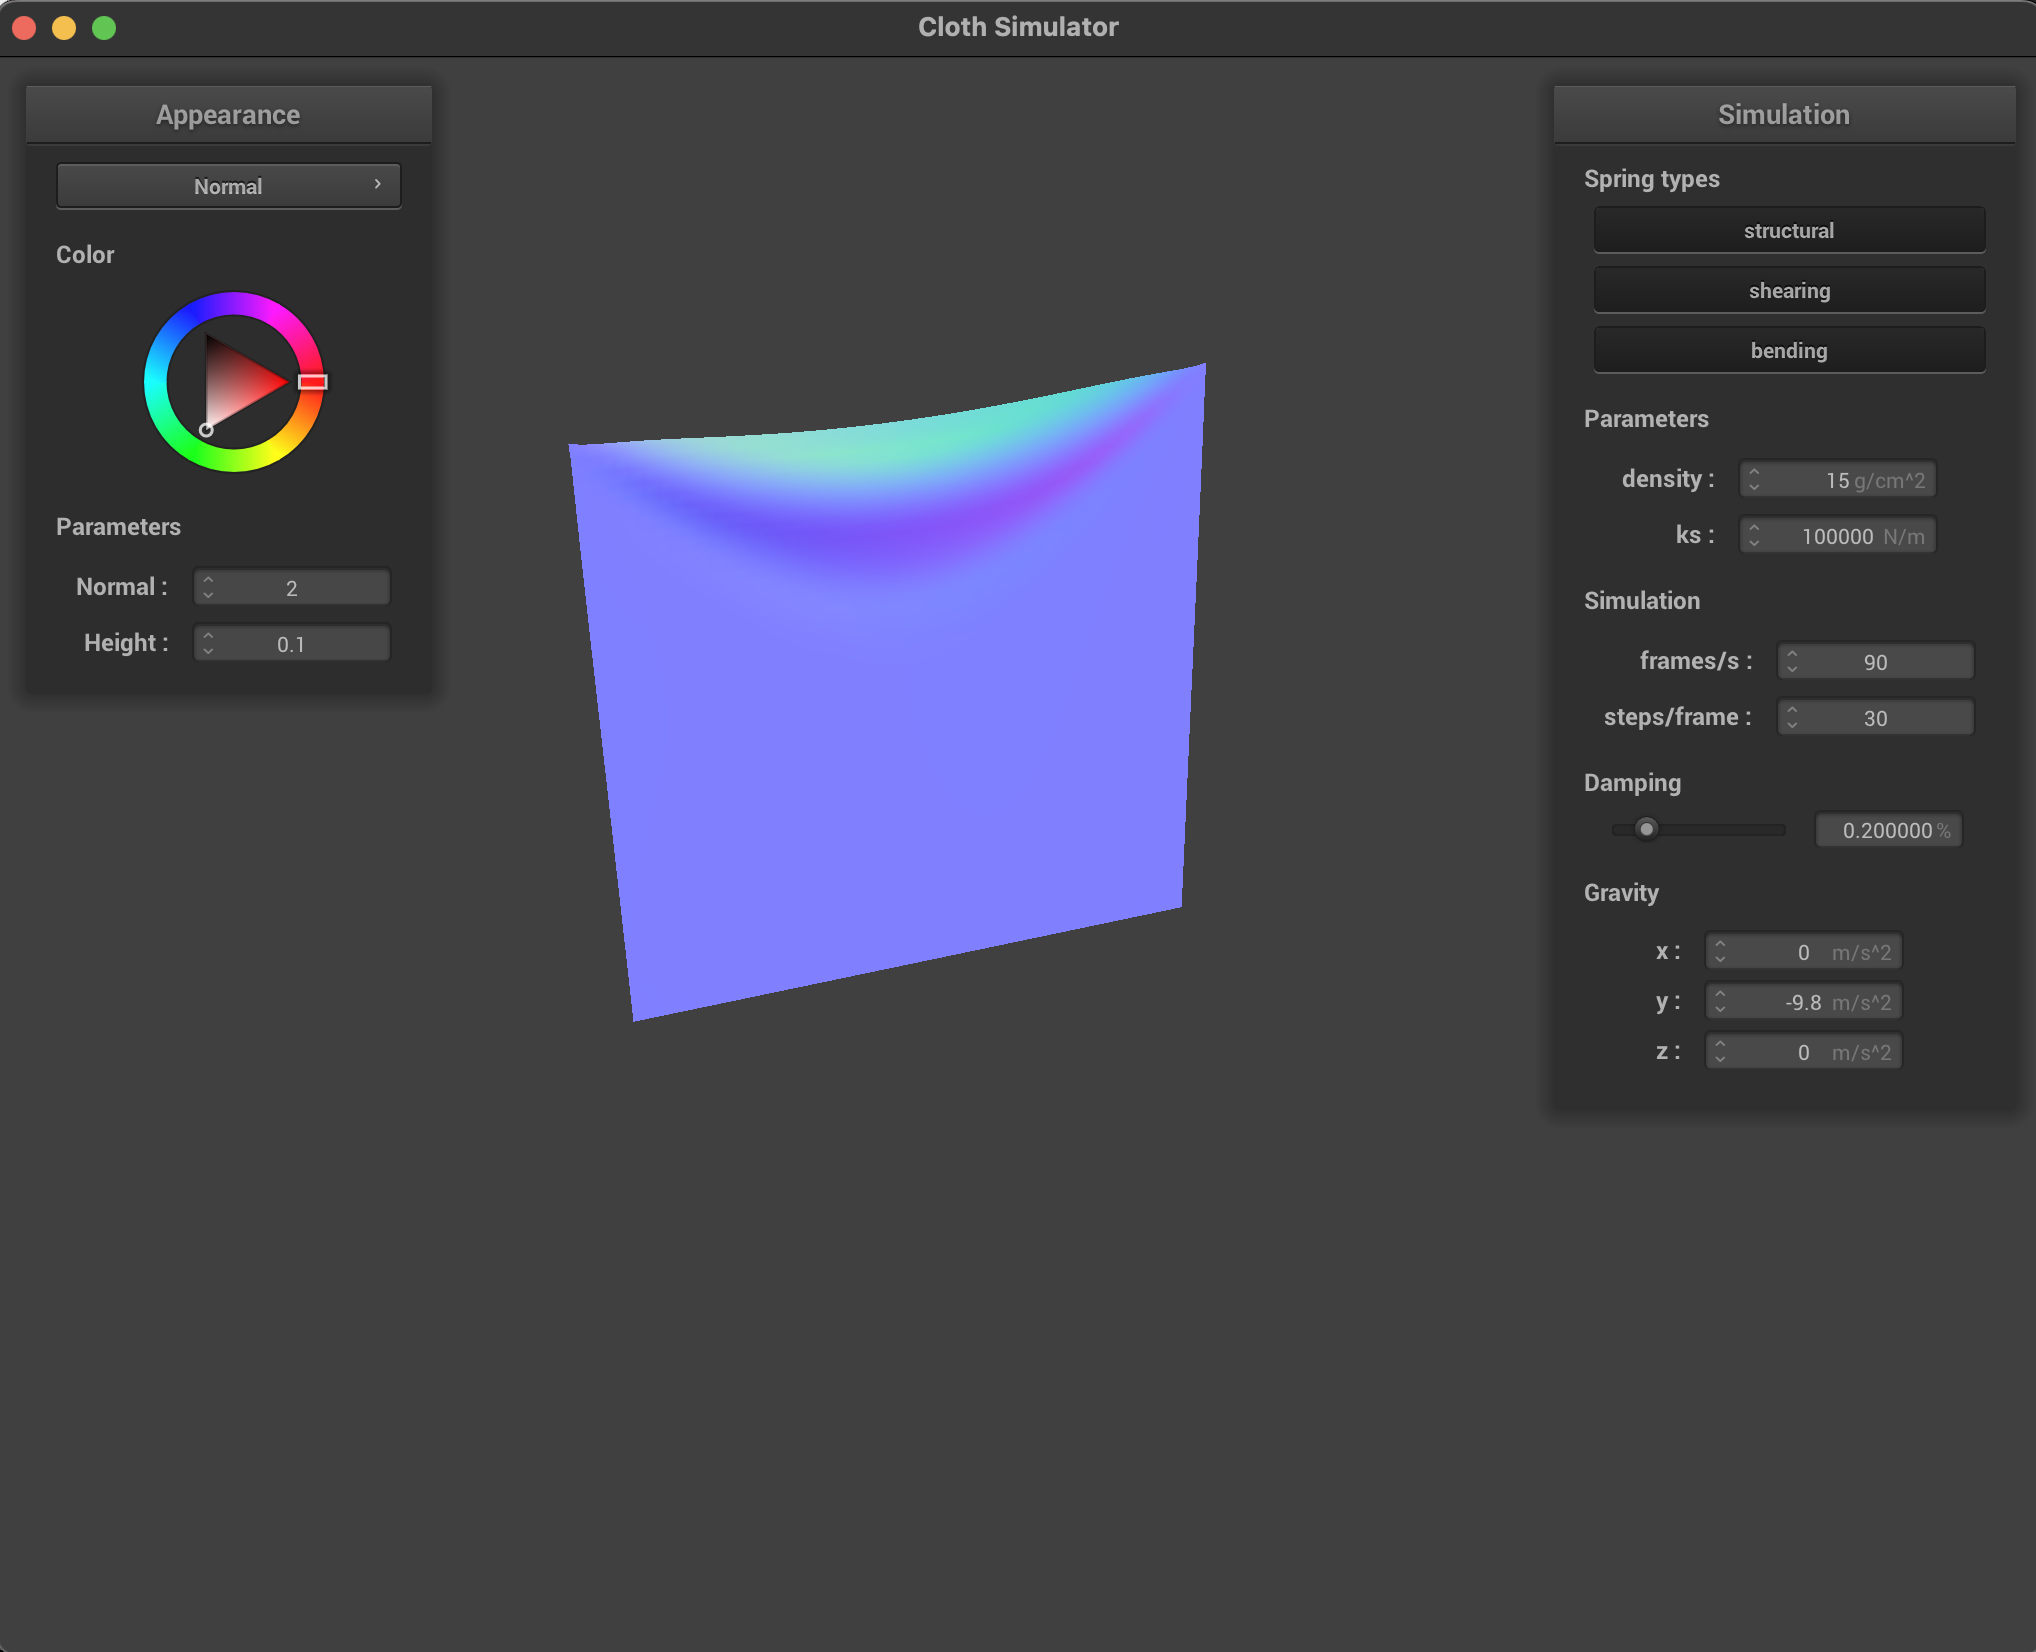 Cloth Simulator
Appearance
Normal
Color
Parameters
Normal : 2
Height : 0.1
Simulation
Spring types
structural
shearing
bending
Parameters
density : 15 g/cm^2
ks : 100000 N/m
Simulation
frames/s : 90
steps/frame : 30
Damping
0.200000 %
Gravity
x : 0 m/s^2
y : -9.8 m/s^2
z : 0 m/s^2